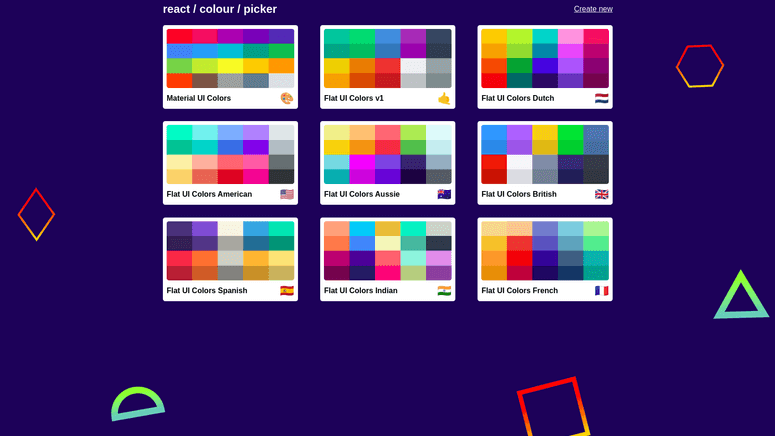 react / colour / picker
Create new
Material UI Colors
Flat UI Colors v1
Flat UI Colors Dutch
Flat UI Colors American
Flat UI Colors Aussie
Flat UI Colors British
Flat UI Colors Spanish
Flat UI Colors Indian
Flat UI Colors French